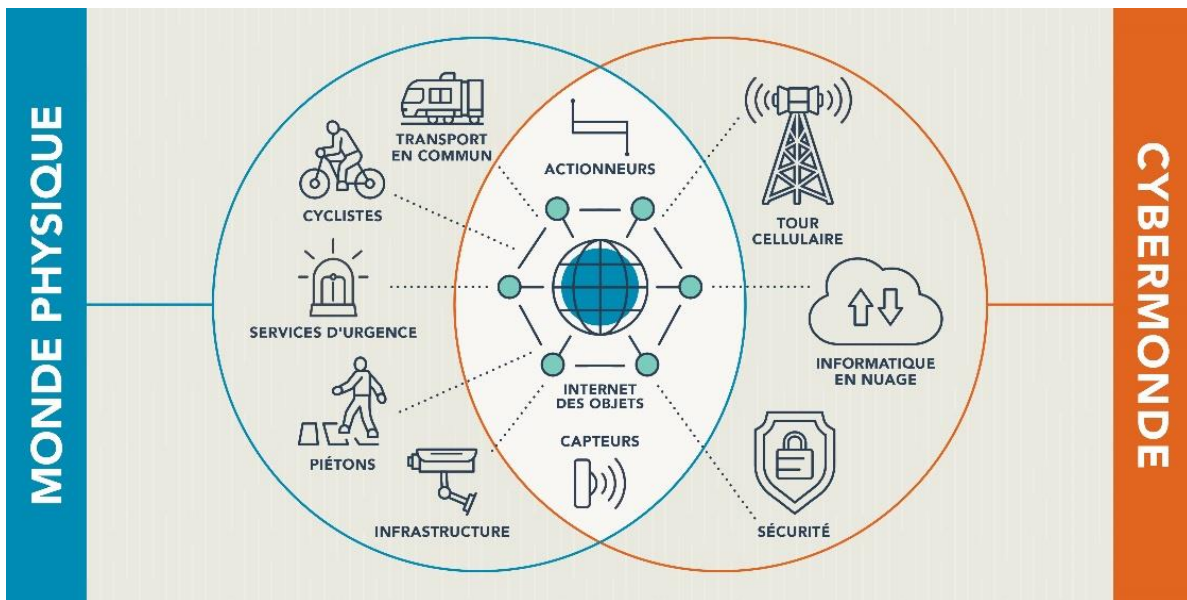 MONDE PHYSIQUE
TRANSPORT
EN COMMUN
CYCLISTES
SERVICES D'URGENCE
PIÉTONS
INFRASTRUCTURE
ACTIONNEURS
INTERNET
DES OBJETS
CAPTEURS
TOUR
CELLULAIRE
INFORMATIQUE
EN NUAGE
SÉCURITÉ
CYBERMONDE